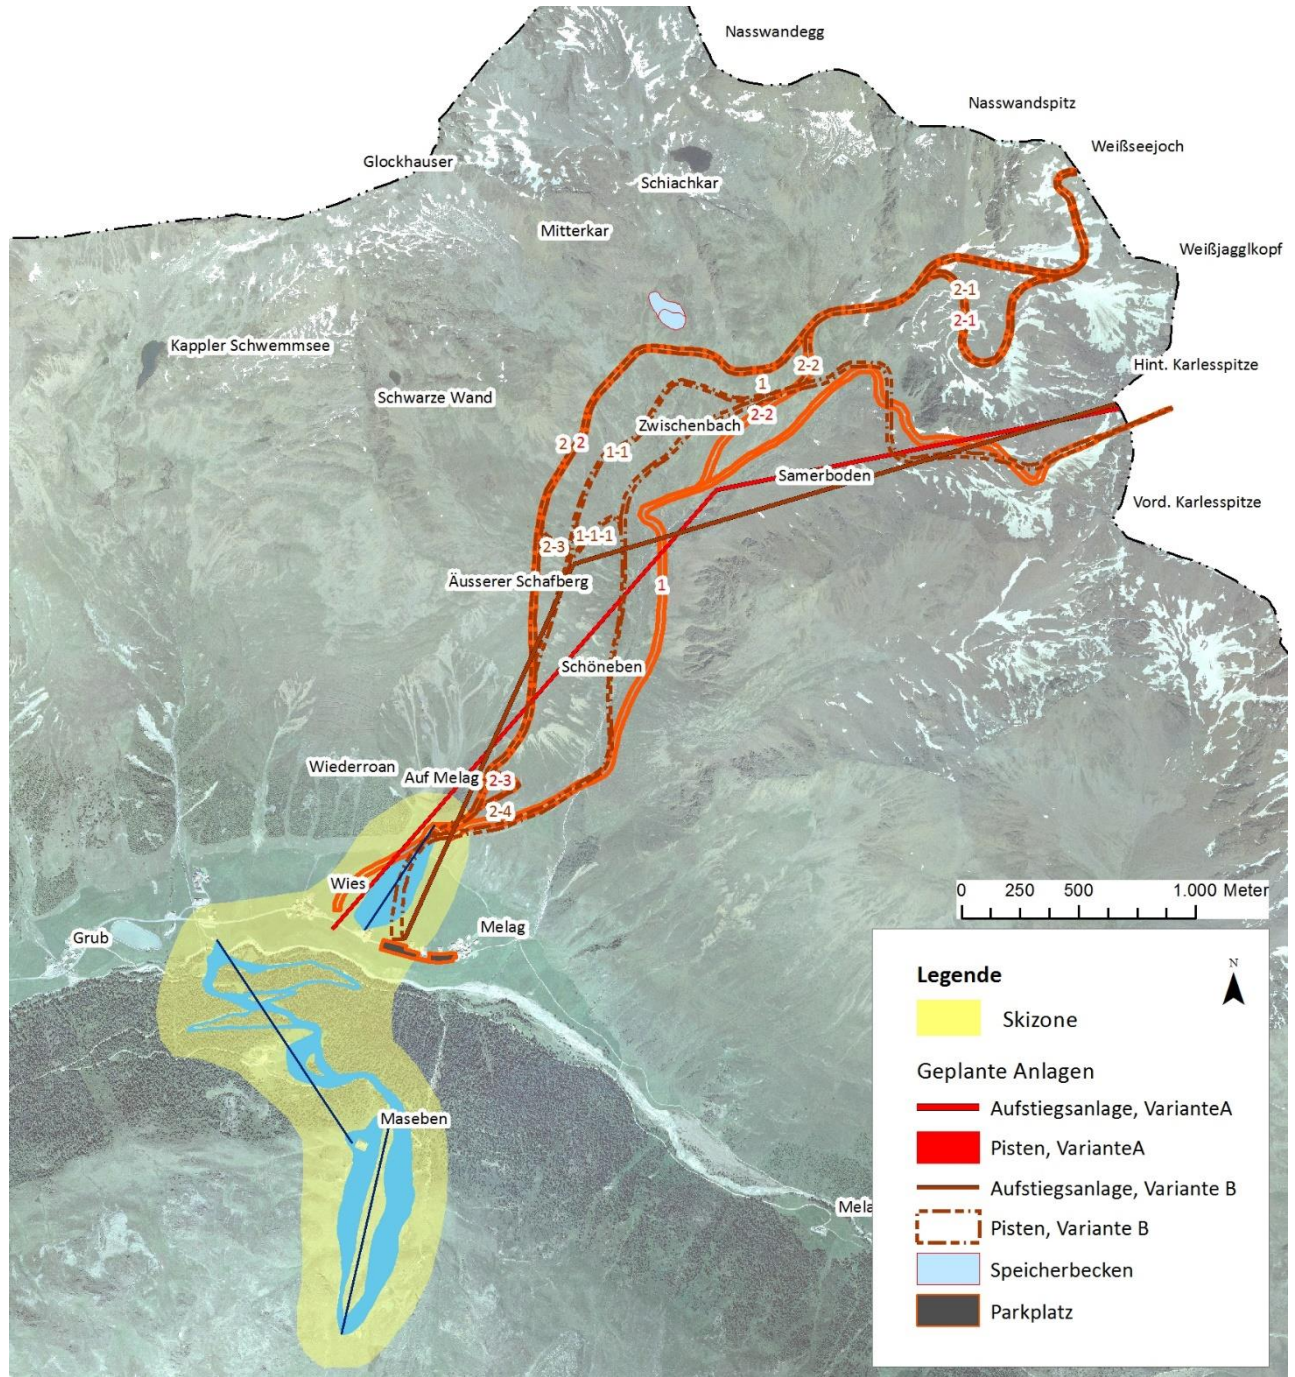 Nasswandegg
Nasswandspitz
Weißseejoch
Glockhauser
Schiachkar
Mitterkar
Weißjagglkopf
2-1
2-1
Kappler Schwemmsee
Hint. Karlesspitze
2-2
1
Schwarze Wand
2-2
Zwischenbach
2
2
1-1
Samerboden
Vord. Karlesspitze
1-1-1
2-3
Äusserer Schafberg
1
Schöneben
Wiederroan
Auf Melag
2-3
2-4
Wies
0 250 500 1.000 Meter
Grub
Melag
Legende
N
Skizone
Geplante Anlagen
Aufstiegsanlage, VarianteA
Maseben
Pisten, VarianteA
Aufstiegsanlage, Variante B
Mela
Pisten, Variante B
Speicherbecken
Parkplatz